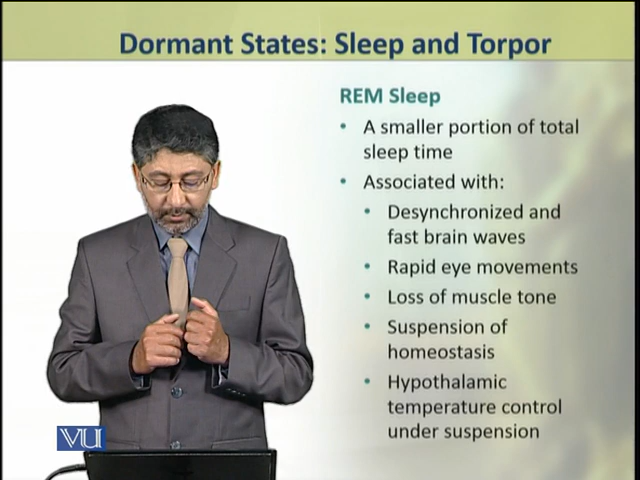 Dormant States: Sleep and Torpor
REM Sleep
• A smaller portion of total
sleep time
• Associated with:
• Desynchronized and
fast brain waves
• Rapid eye movements
• Loss of muscle tone
• Suspension of
homeostasis
• Hypothalamic
temperature control
under suspension
VU